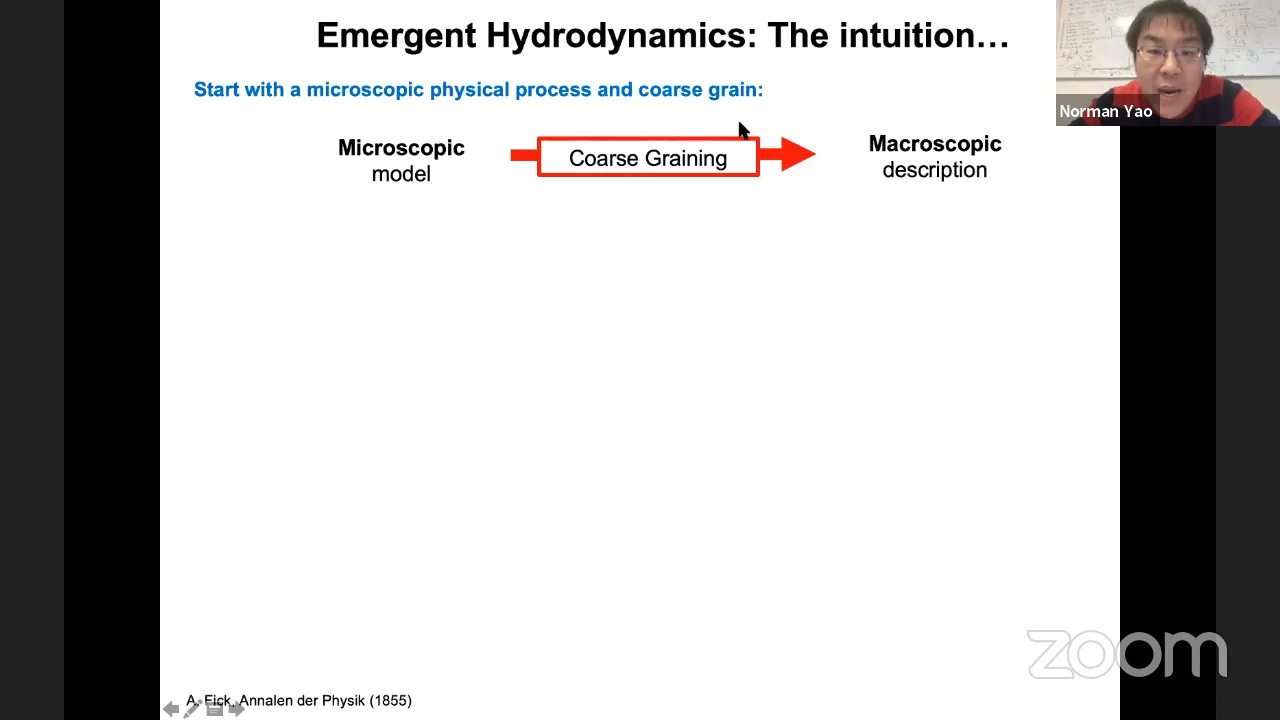 Emergent Hydrodynamics: The intuition…
Start with a microscopic physical process and coarse grain:
Microscopic
model
Coarse Graining
Macroscopic
description
Norman Yao
zoom
A. Fick, Annalen der Physik (1855)